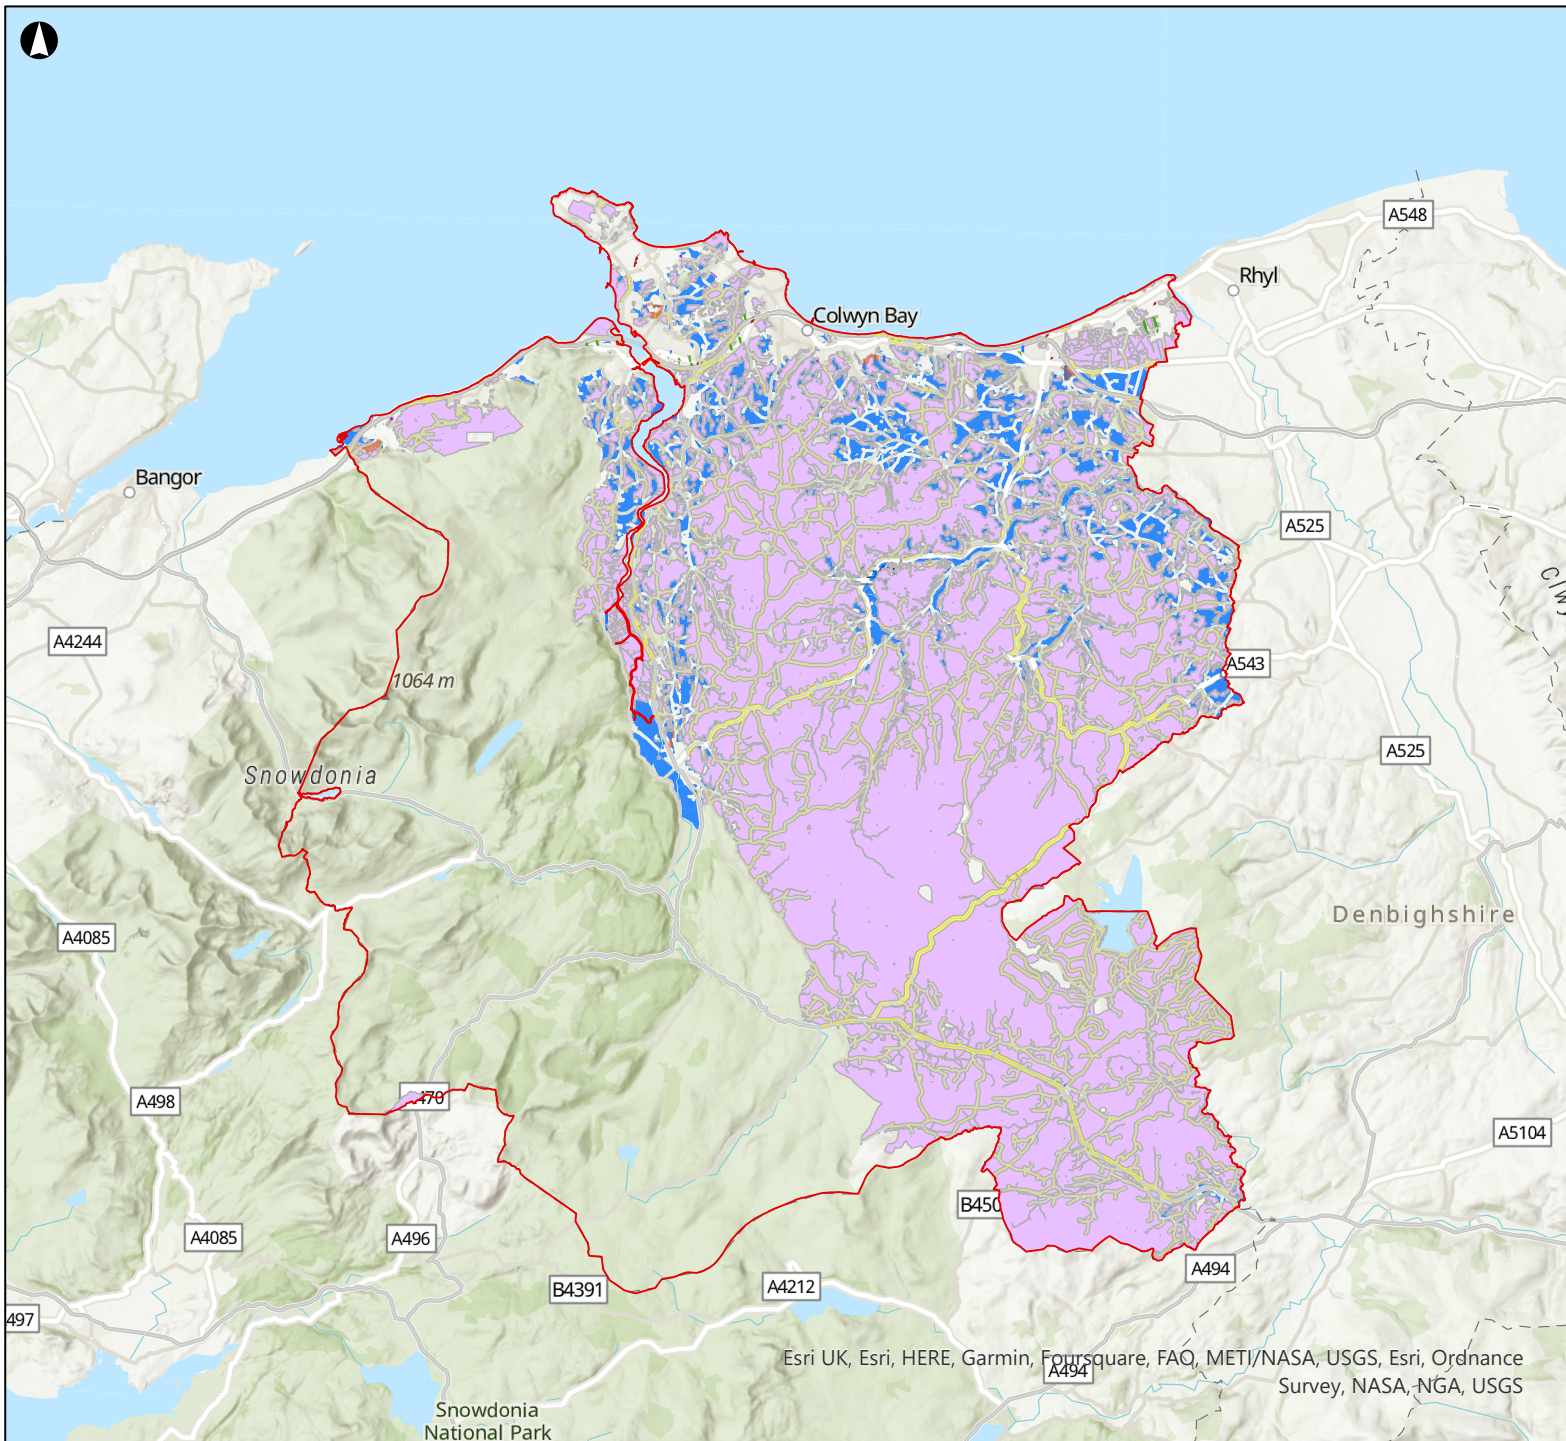 A548
Rhyl
Colwyn Bay
Bangor
A525
A4244
A543
1064 m
A525
Snowdonia
Denbighshire
A4085
A498
A5104
B450
A4085
A496
A494
B4391
A4212
497
Esri UK, Esri, HERE, Garmin, Foursquare, FAO, METI/NASA, USGS, Esri, Ordnance
A494
Survey, NASA, NGA, USGS
Snowdonia
National Park